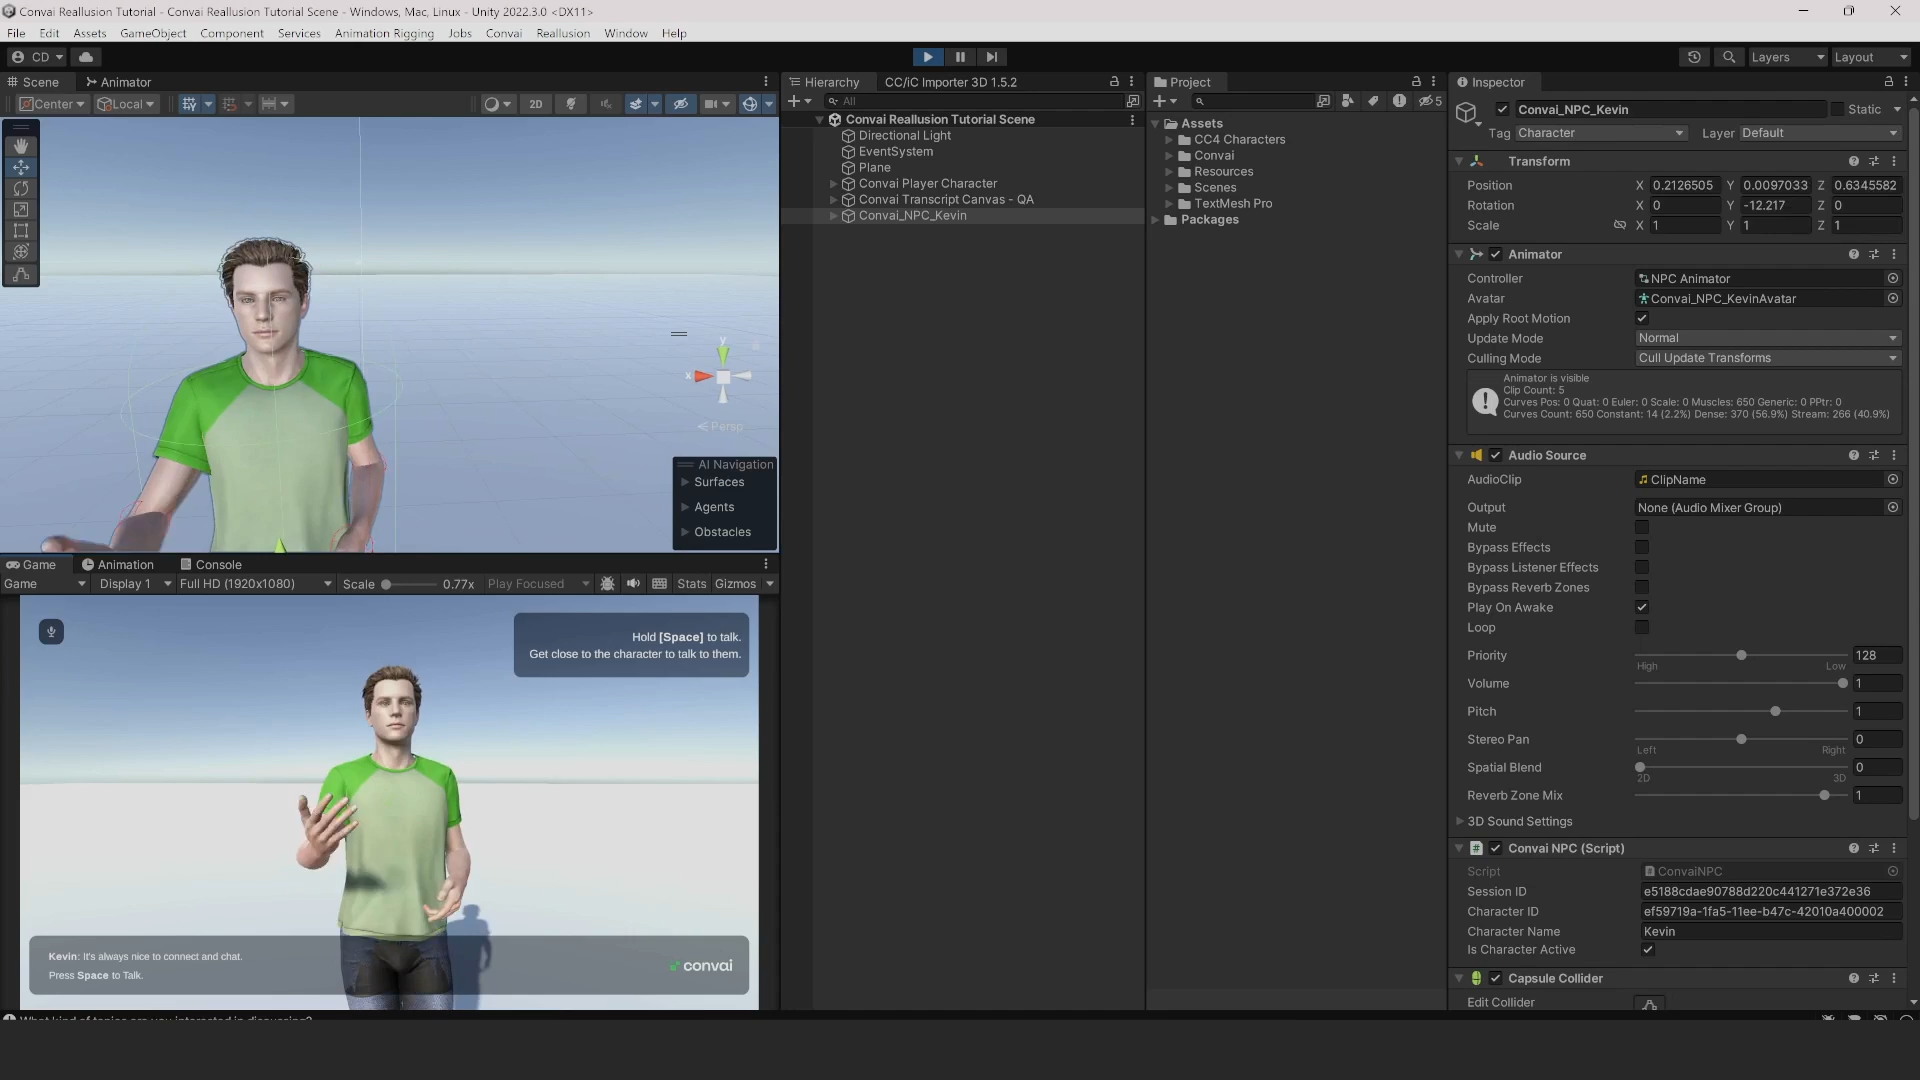 Convai Reallusion Tutorial - Convai Reallusion Tutorial Scene - Windows, Mac, Linux - Unity 2022.3.0 <DX11>
File Edit Assets GameObject Component Services Animation Rigging Jobs Convai Reallusion Window Help
CD
Layers
Layout
Scene
Animator
Center
Local
2D
y
x
Persp
AI Navigation
Surfaces
Agents
Obstacles
Game
Animation
Console
Game
Display 1
Full HD (1920x1080)
Scale
0.77x
Play Focused
Stats
Gizmos
Hold [Space] to talk.
Get close to the character to talk to them.
Kevin: It's always nice to connect and chat.
Press Space to Talk.
convai
What kind of topics are you interested in discussing?
Hierarchy
CC/iC Importer 3D 1.5.2
All
Convai Reallusion Tutorial Scene
Directional Light
EventSystem
Plane
Convai Player Character
Convai Transcript Canvas - QA
Convai_NPC_Kevin
Project
5
Assets
CC4 Characters
Convai
Resources
Scenes
TextMesh Pro
Packages
Inspector
Convai_NPC_Kevin
Static
Tag Character
Layer Default
Transform
Position X 0.2126505 Y 0.0097033 Z 0.6345582
Rotation X 0 Y -12.217 Z 0
Scale X 1 Y 1 Z 1
Animator
Controller NPC Animator
Avatar Convai_NPC_KevinAvatar
Apply Root Motion
Update Mode Normal
Culling Mode Cull Update Transforms
Animator is visible
Clip Count: 5
Curves Pos: 0 Quat: 0 Euler: 0 Scale: 0 Muscles: 650 Generic: 0 PPtr: 0
Curves Count: 650 Constant: 14 (2.2%) Dense: 370 (56.9%) Stream: 266 (40.9%)
Audio Source
AudioClip ClipName
Output None (Audio Mixer Group)
Mute
Bypass Effects
Bypass Listener Effects
Bypass Reverb Zones
Play On Awake
Loop
Priority 128
High Low
Volume 1
Pitch 1
Stereo Pan 0
Left Right
Spatial Blend 0
2D 3D
Reverb Zone Mix 1
3D Sound Settings
Convai NPC (Script)
Script ConvaiNPC
Session ID e5188cdae90788d220c441271e372e36
Character ID ef59719a-1fa5-11ee-b47c-42010a400002
Character Name Kevin
Is Character Active
Capsule Collider
Edit Collider